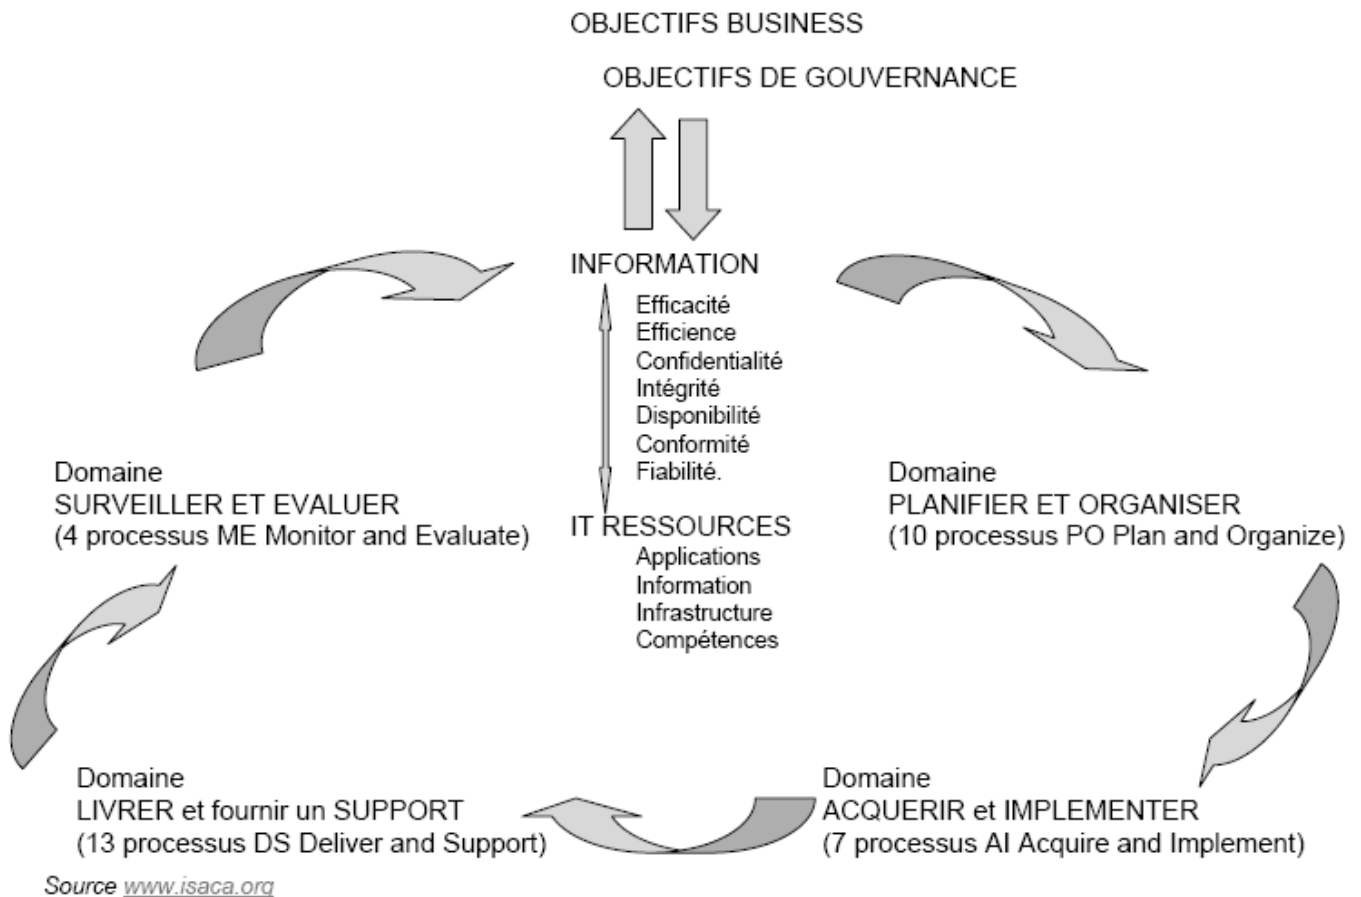 OBJECTIFS BUSINESS
OBJECTIFS DE GOUVERNANCE
INFORMATION
Efficacité
Efficience
Confidentialité
Intégrité
Disponibilité
Conformité
Fiabilité.
IT RESSOURCES
Applications
Information
Infrastructure
Compétences
Domaine
SURVEILLER ET EVALUER
(4 processus ME Monitor and Evaluate)
Domaine
PLANIFIER ET ORGANISER
(10 processus PO Plan and Organize)
Domaine
LIVRER et fournir un SUPPORT
(13 processus DS Deliver and Support)
Domaine
ACQUERIR et IMPLEMENTER
(7 processus AI Acquire and Implement)
Source www.isaca.org